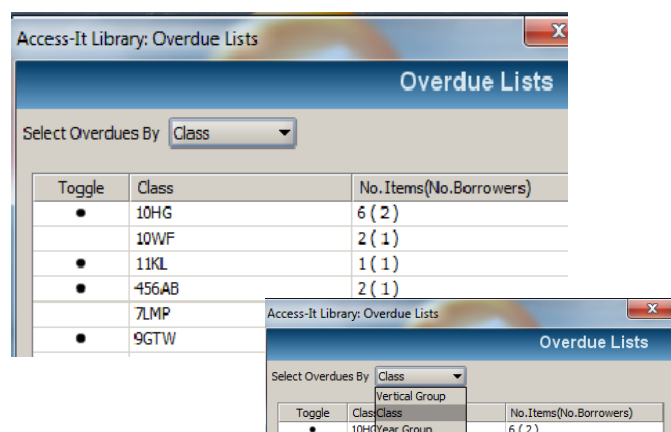 Access-It Library: Overdue Lists
X
Overdue Lists
Select Overdues By Class
Toggle Class No.Items(No.Borrowers)
10HG 6 ( 2 )
10WF 2 ( 1 )
11KL 1 ( 1 )
456AB 2 ( 1 )
7LMP
9GTW
Access-It Library: Overdue Lists
X
Overdue Lists
Select Overdues By Class
Vertical Group
Toggle Class No.Items(No.Borrowers)
Year Group 6 ( 2 )